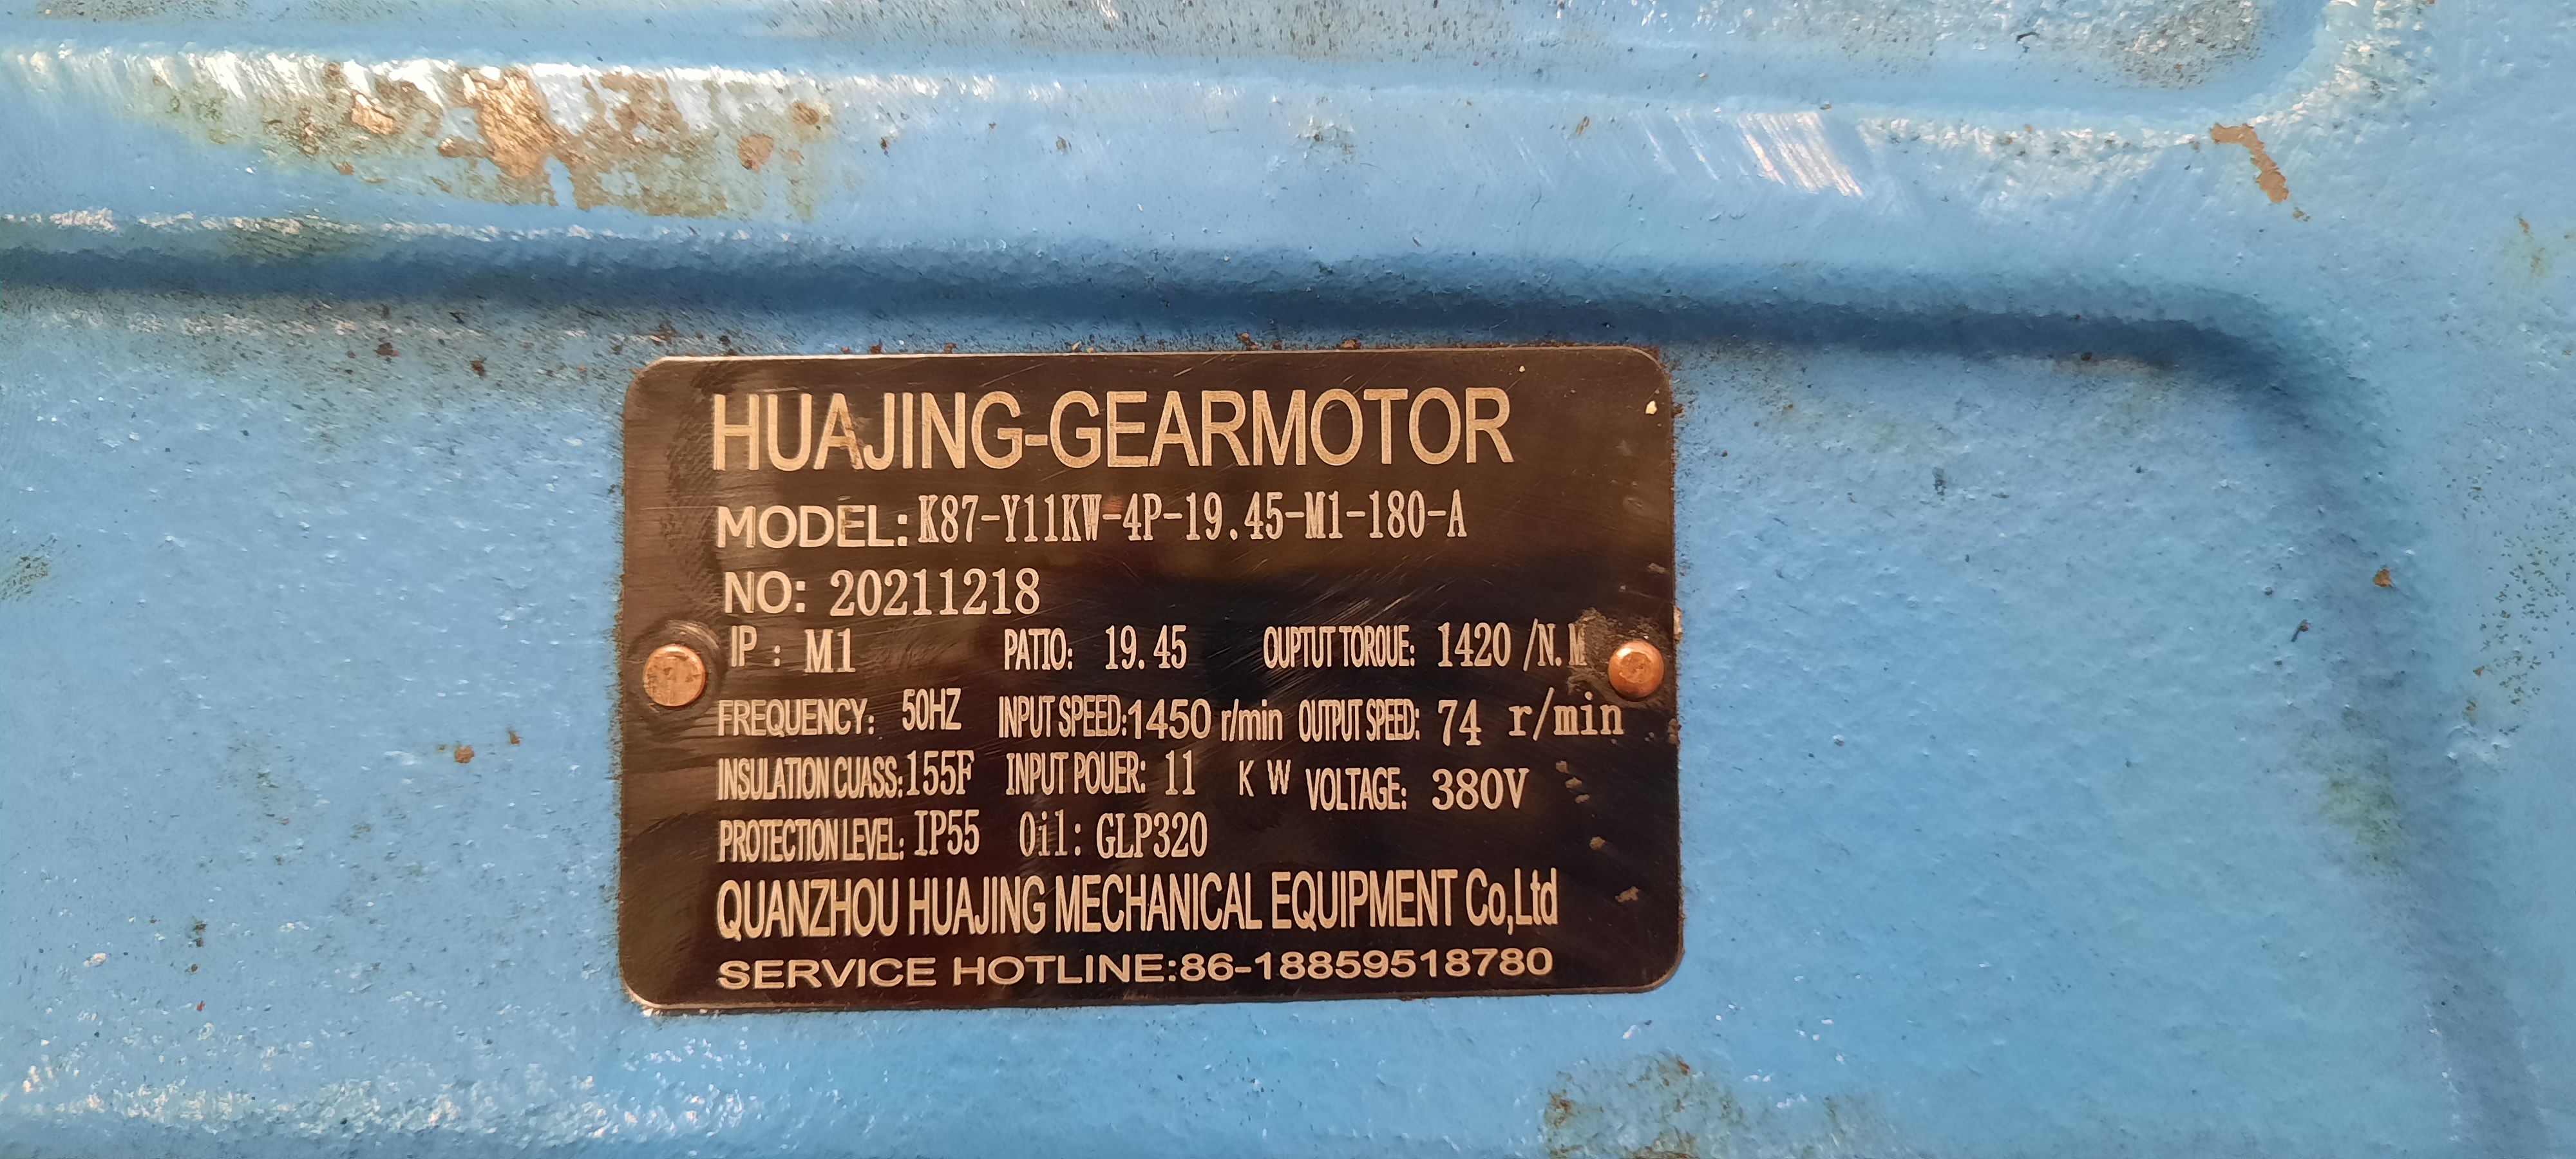 HUAJING-GEARMOTOR
MODEL: K87-Y11KW-4P-19.45-M1-180-A
NO: 20211218
IP : M1 PATIO: 19.45 OUPTUT TORQUE: 1420 /N.M
FREQUENCY: 50HZ INPUT SPEED:1450 r/min OUTPUT SPEED: 74 r/min
INSULATION CUASS:155F INPUT POUER: 11 KW VOLTAGE: 380V
PROTECTION LEVEL: IP55 Oil: GLP320
QUANZHOU HUAJING MECHANICAL EQUIPMENT Co,Ltd
SERVICE HOTLINE:86-18859518780